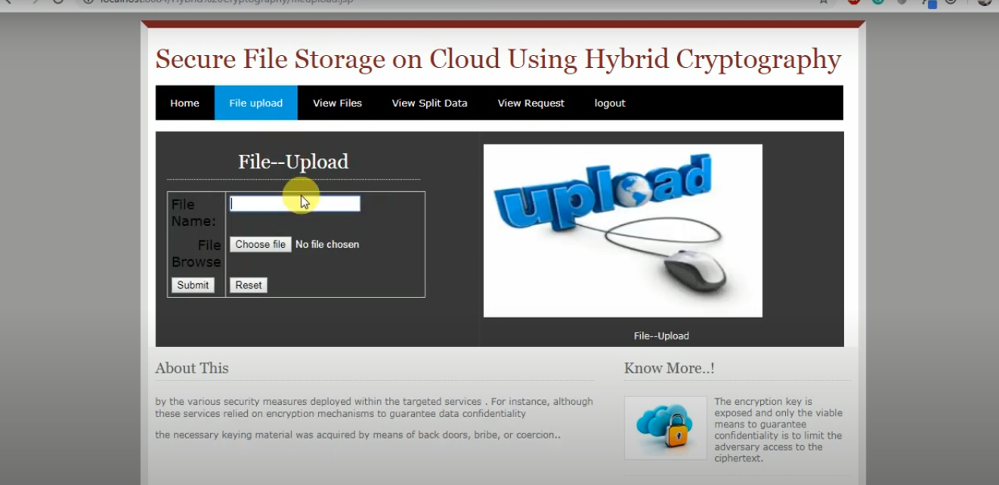 localhost:8084/Hybrid%20Cryptography/fileupload.jsp
Secure File Storage on Cloud Using Hybrid Cryptography
Home File upload View Files View Split Data View Request logout
File--Upload
File
Name:
File
Browse
Choose file No file chosen
Submit Reset
upload
File--Upload
About This
by the various security measures deployed within the targeted services . For instance, although
these services relied on encryption mechanisms to guarantee data confidentiality
the necessary keying material was acquired by means of back doors, bribe, or coercion..
Know More..!
The encryption key is
exposed and only the viable
means to guarantee
confidentiality is to limit the
adversary access to the
ciphertext.